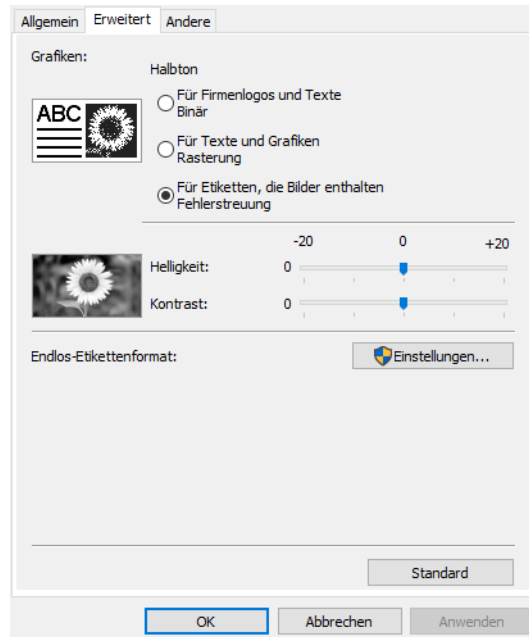 Allgemein Erweitert Andere
Grafiken:
Halbton
ABC
Für Firmenlogos und Texte
Binär
Für Texte und Grafiken
Rasterung
Für Etiketten, die Bilder enthalten
Fehlerstreuung
-20 0 +20
Helligkeit: 0
Kontrast: 0
Endlos-Etikettenformat: Einstellungen...
Standard
OK Abbrechen Anwenden